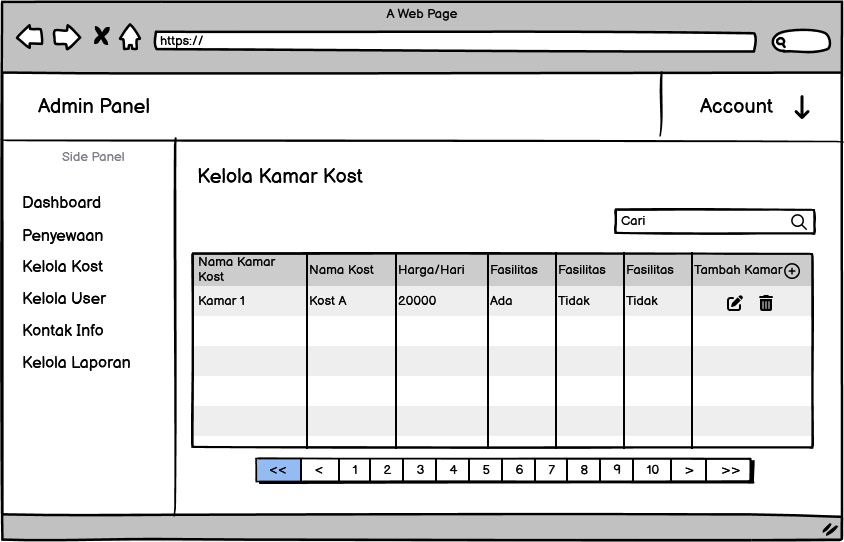 A Web Page
https://
Admin Panel
Account
Side Panel
Dashboard
Penyewaan
Kelola Kost
Kelola User
Kontak Info
Kelola Laporan
Kelola Kamar Kost
Cari
Nama Kamar
Kost
Nama Kost
Harga/Hari
Fasilitas
Fasilitas
Fasilitas
Tambah Kamar
Kamar 1
Kost A
20000
Ada
Tidak
Tidak
<< < 1 2 3 4 5 6 7 8 9 10 > >>